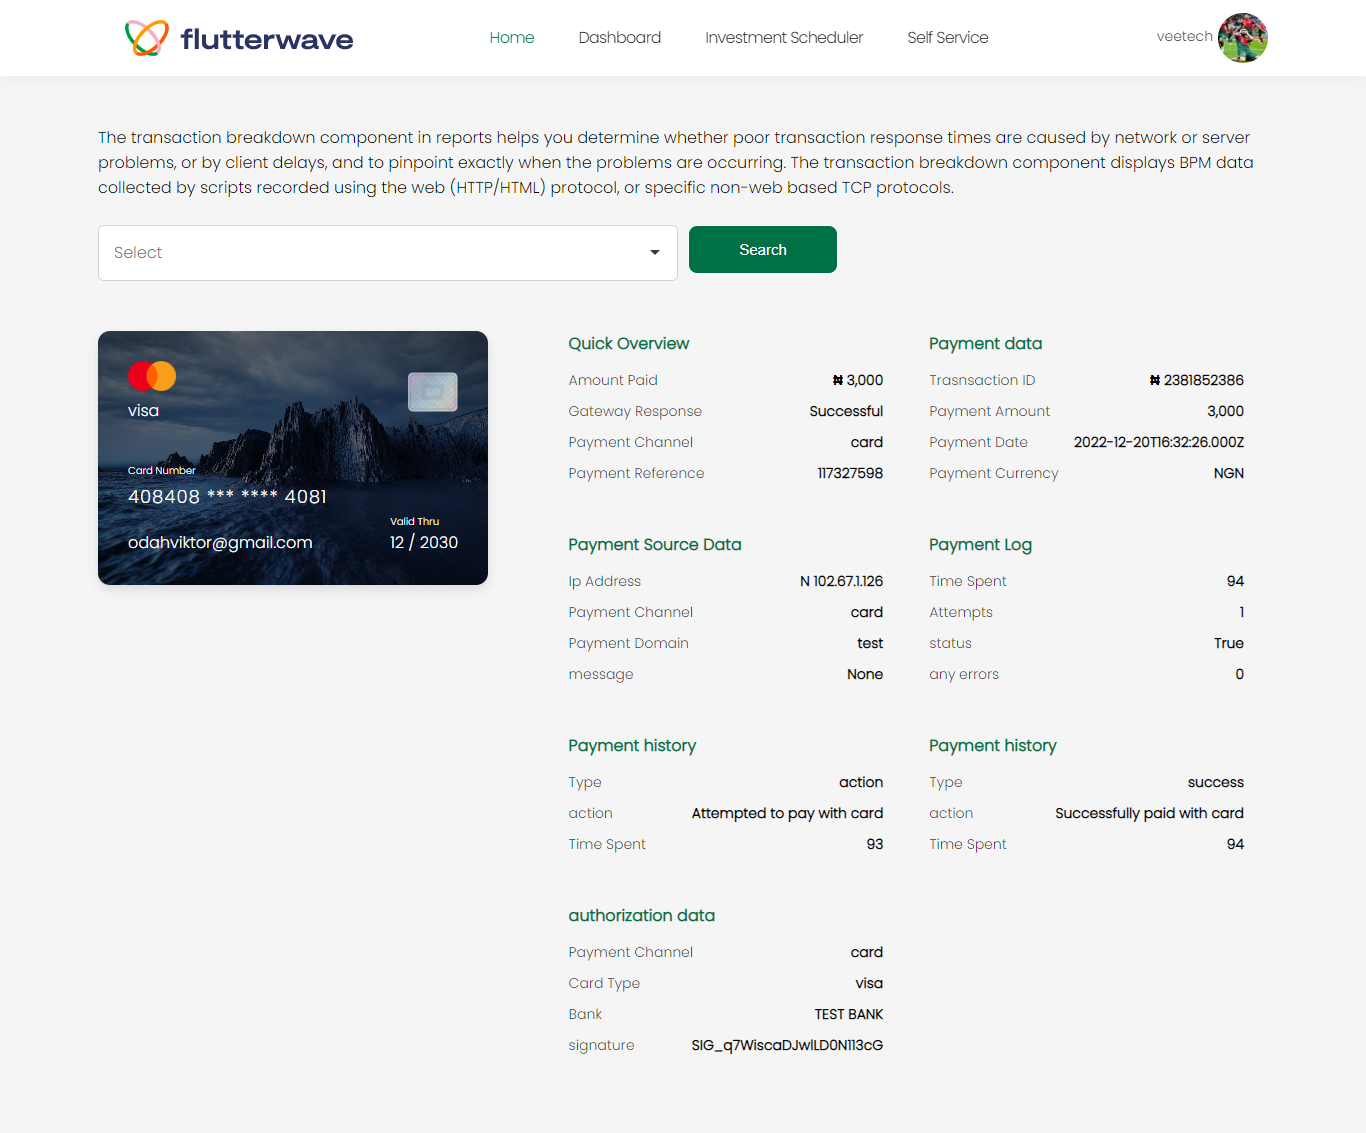 flutterwave
Home
Dashboard
Investment Scheduler
Self Service
veetech
The transaction breakdown component in reports helps you determine whether poor transaction response times are caused by network or server
problems, or by client delays, and to pinpoint exactly when the problems are occurring. The transaction breakdown component displays BPM data
collected by scripts recorded using the web (HTTP/HTML) protocol, or specific non-web based TCP protocols.
Select
Search
visa
Card Number
408408 *** **** 4081
Valid Thru
odahviktor@gmail.com
12 / 2030
Quick Overview
Amount Paid ₦ 3,000
Gateway Response Successful
Payment Channel card
Payment Reference 117327598
Payment data
Trasnsaction ID ₦ 2381852386
Payment Amount 3,000
Payment Date 2022-12-20T16:32:26.000Z
Payment Currency NGN
Payment Source Data
Ip Address N 102.67.1.126
Payment Channel card
Payment Domain test
message None
Payment Log
Time Spent 94
Attempts 1
status True
any errors 0
Payment history
Type action
action Attempted to pay with card
Time Spent 93
Payment history
Type success
action Successfully paid with card
Time Spent 94
authorization data
Payment Channel card
Card Type visa
Bank TEST BANK
signature SIG_q7WiscaDJwlLD0N113cG